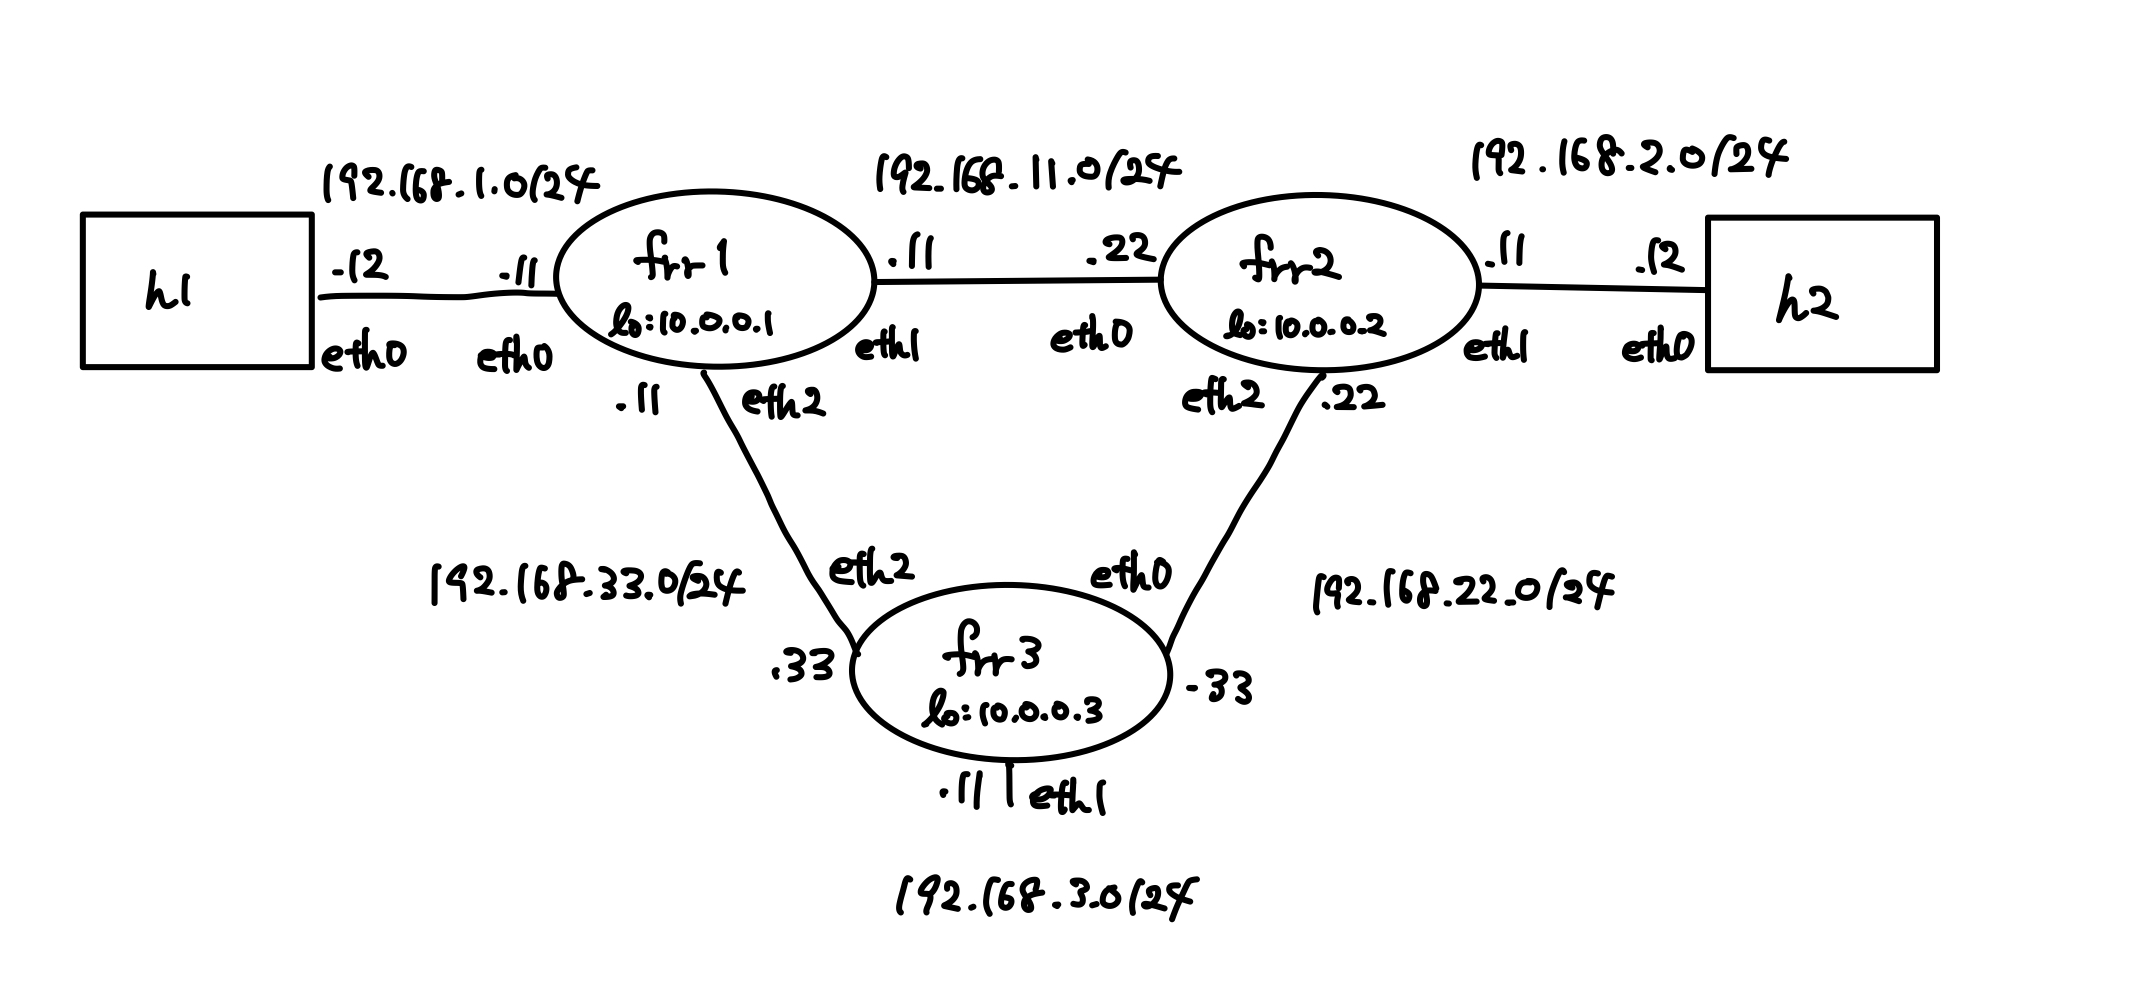 192.168.1.0/24
192.168.11.0/24
192.168.2.0/24
h1
.12
.11
frr1
lo:10.0.0.1
.11
.22
frr2
lo:10.0.0.2
.11
.12
h2
eth0
eth0
eth1
eth0
eth1
eth0
.11
eth2
eth2
.22
192.168.33.0/24
eth2
eth0
192.168.22.0/24
.33
frr3
lo:10.0.0.3
.33
.11
eth1
192.168.3.0/24